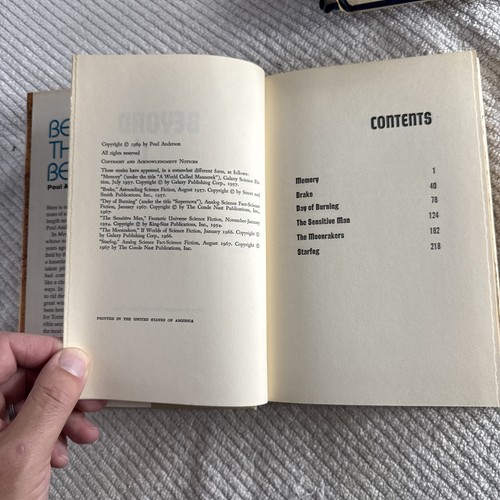 BEYOND
Copyright © 1969 by Poul Anderson
All rights reserved
Copyright and Acknowledgment Notices
These stories have appeared, in a somewhat different form, as follows:
"Memory" (under the title "A World Called Maanerek"), Galaxy Science Fic-
tion, July 1957. Copyright © by Galaxy Publishing Corp., 1957.
"Brake," Astounding Science Fiction, August 1957. Copyright © by Street and
Smith Publications, Inc., 1957.
"Day of Burning" (under the title "Supernova"), Analog Science Fact-Science
Fiction, January 1967. Copyright © by The Conde Nast Publications, Inc.,
1967.
"The Sensitive Man," Fantastic Universe Science Fiction, November-January
1954. Copyright © by King-Size Publications, Inc., 1954.
"The Moonrakers," If Worlds of Science Fiction, January 1966. Copyright ©
by Galaxy Publishing Corp., 1966.
"Starfog," Analog Science Fact-Science Fiction, August 1967. Copyright ©
1967 by The Conde Nast Publications, Inc.
PRINTED IN THE UNITED STATES OF AMERICA
CONTENTS
Memory 1
Brake 40
Day of Burning 78
The Sensitive Man 124
The Moonrakers 182
Starfog 218